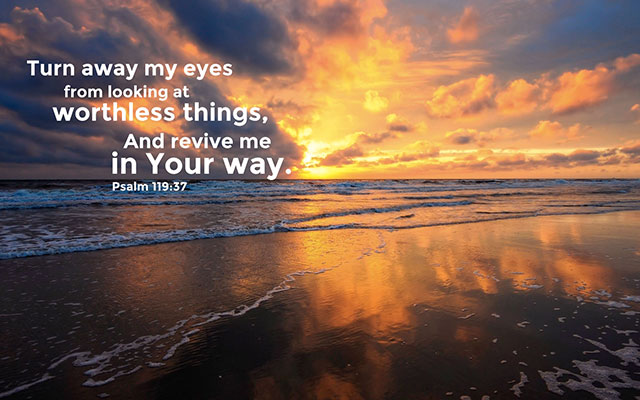 Turn away my eyes
from looking at
worthless things,
And revive me
in Your way.
Psalm 119:37